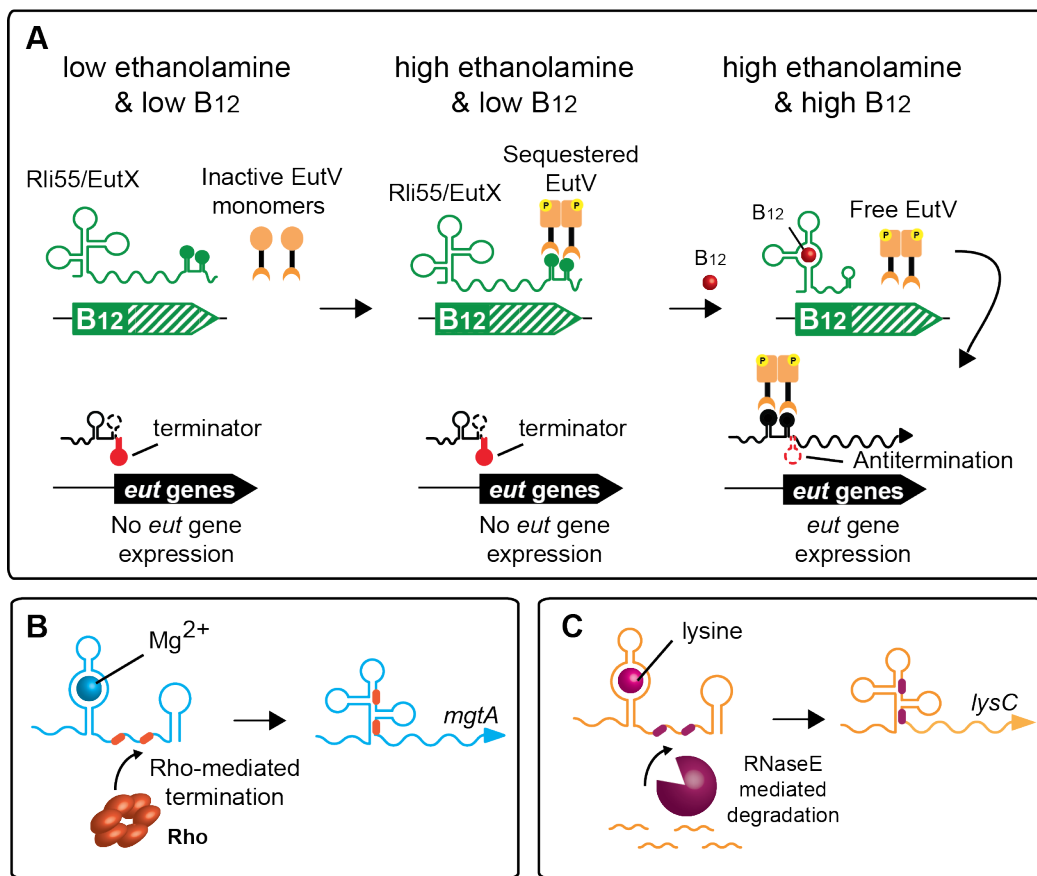 A
low ethanolamine
& low B12
high ethanolamine
& low B12
high ethanolamine
& high B12
Rli55/EutX
Inactive EutV
monomers
Rli55/EutX
Sequestered
EutV
P P
B12
B12
Free EutV
P P
B12
B12
B12
terminator
eut genes
No eut gene
expression
terminator
eut genes
No eut gene
expression
P P
Antitermination
eut genes
eut gene
expression
B
Mg2+
mgtA
Rho-mediated
termination
Rho
C
lysine
lysC
RNaseE
mediated
degradation